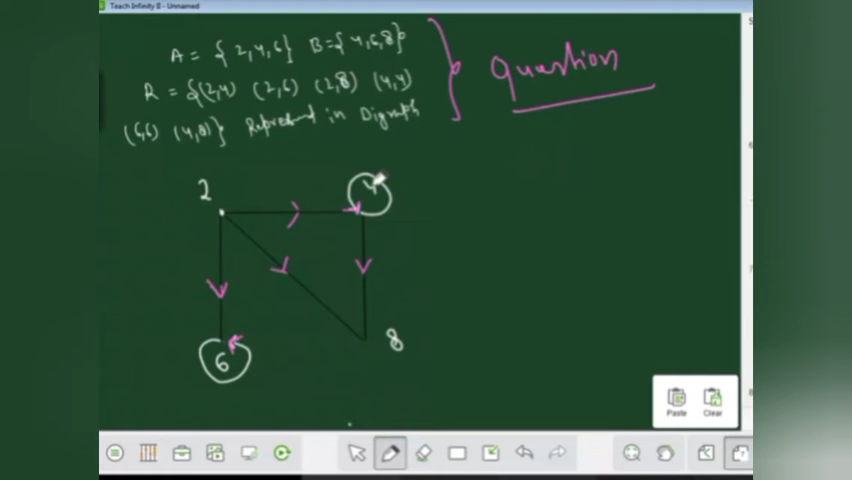 Teach Infinity 8 - Unnamed
A = { 2,4,6} B={ 4,6,8}
R = {(2,4) (2,6) (2,8) (4,4)
(6,6) (4,8)} Represent in Digraph
Question
2
4
6
8
Paste Clear